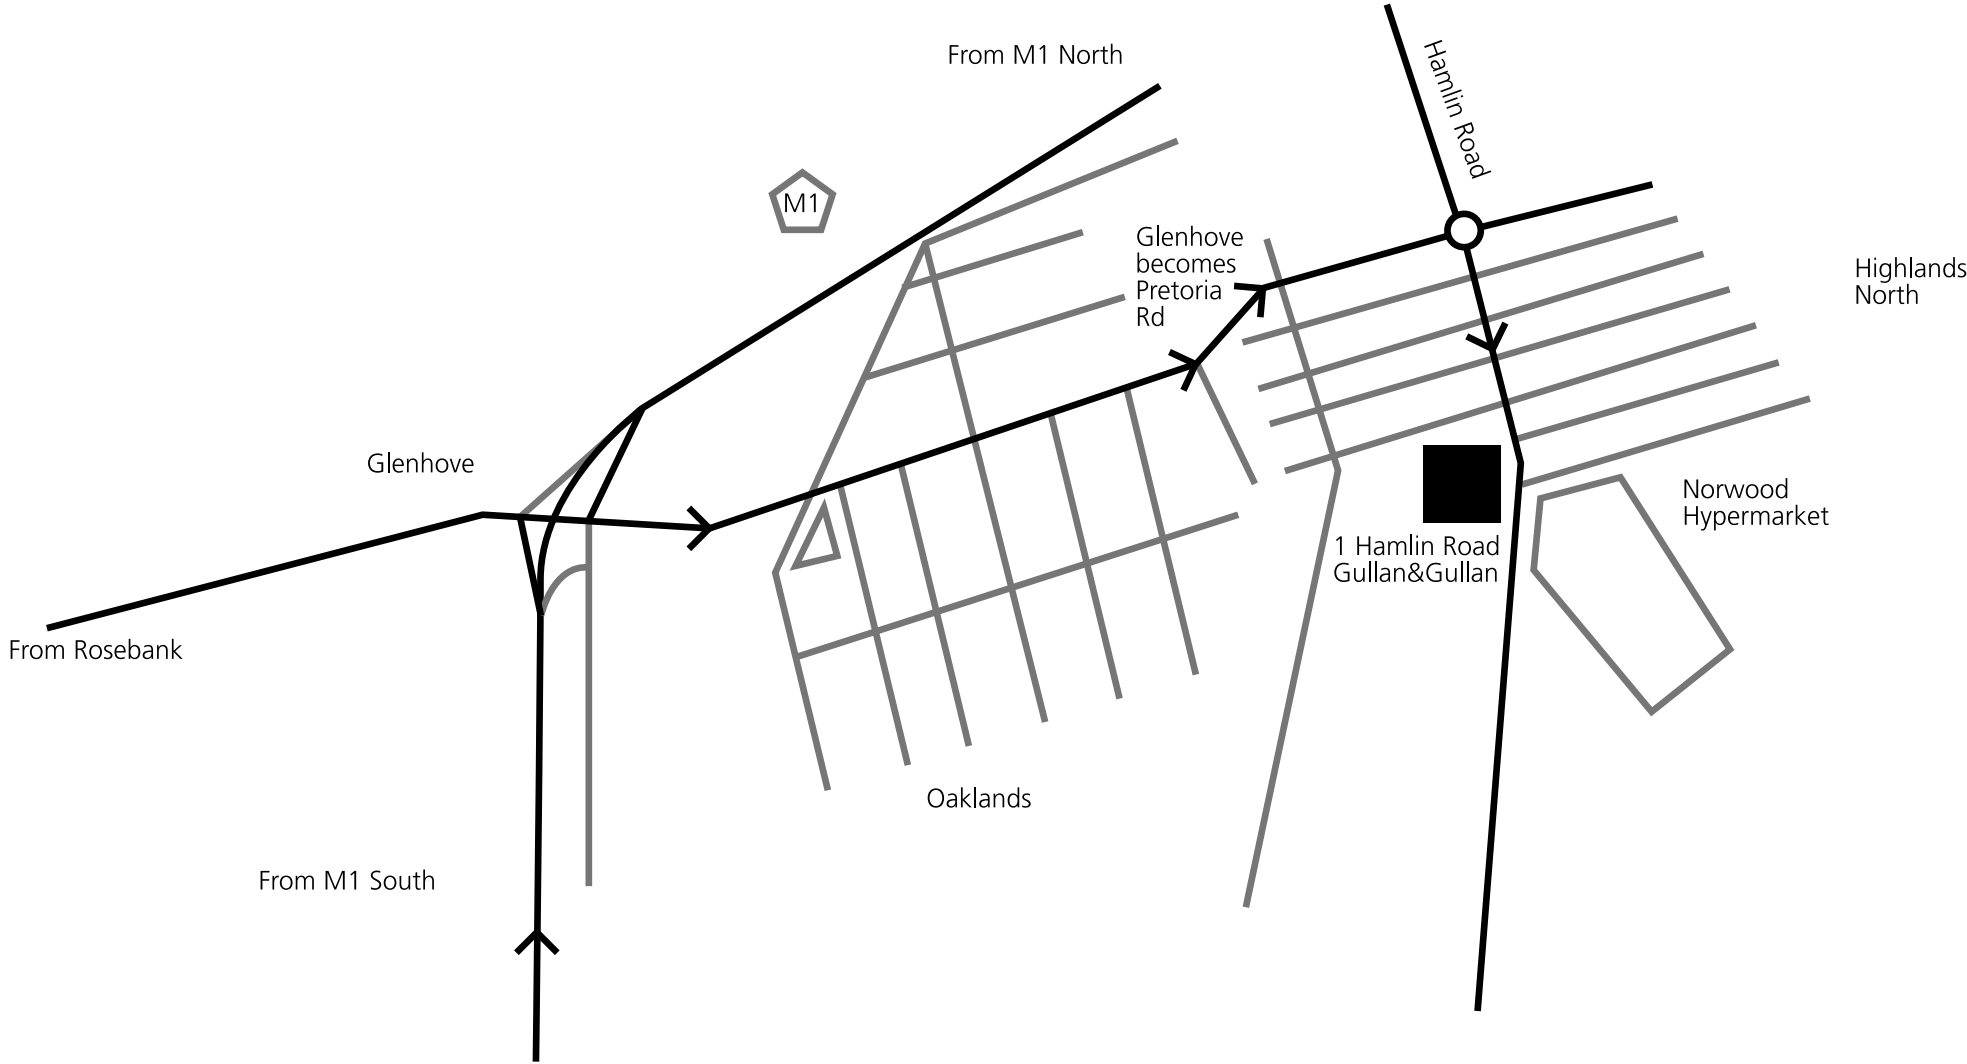 From M1 North
Hamlin Road
M1
Glenhove
becomes
Pretoria
Rd
Highlands
North
Glenhove
Norwood
Hypermarket
1 Hamlin Road
Gullan&Gullan
From Rosebank
Oaklands
From M1 South